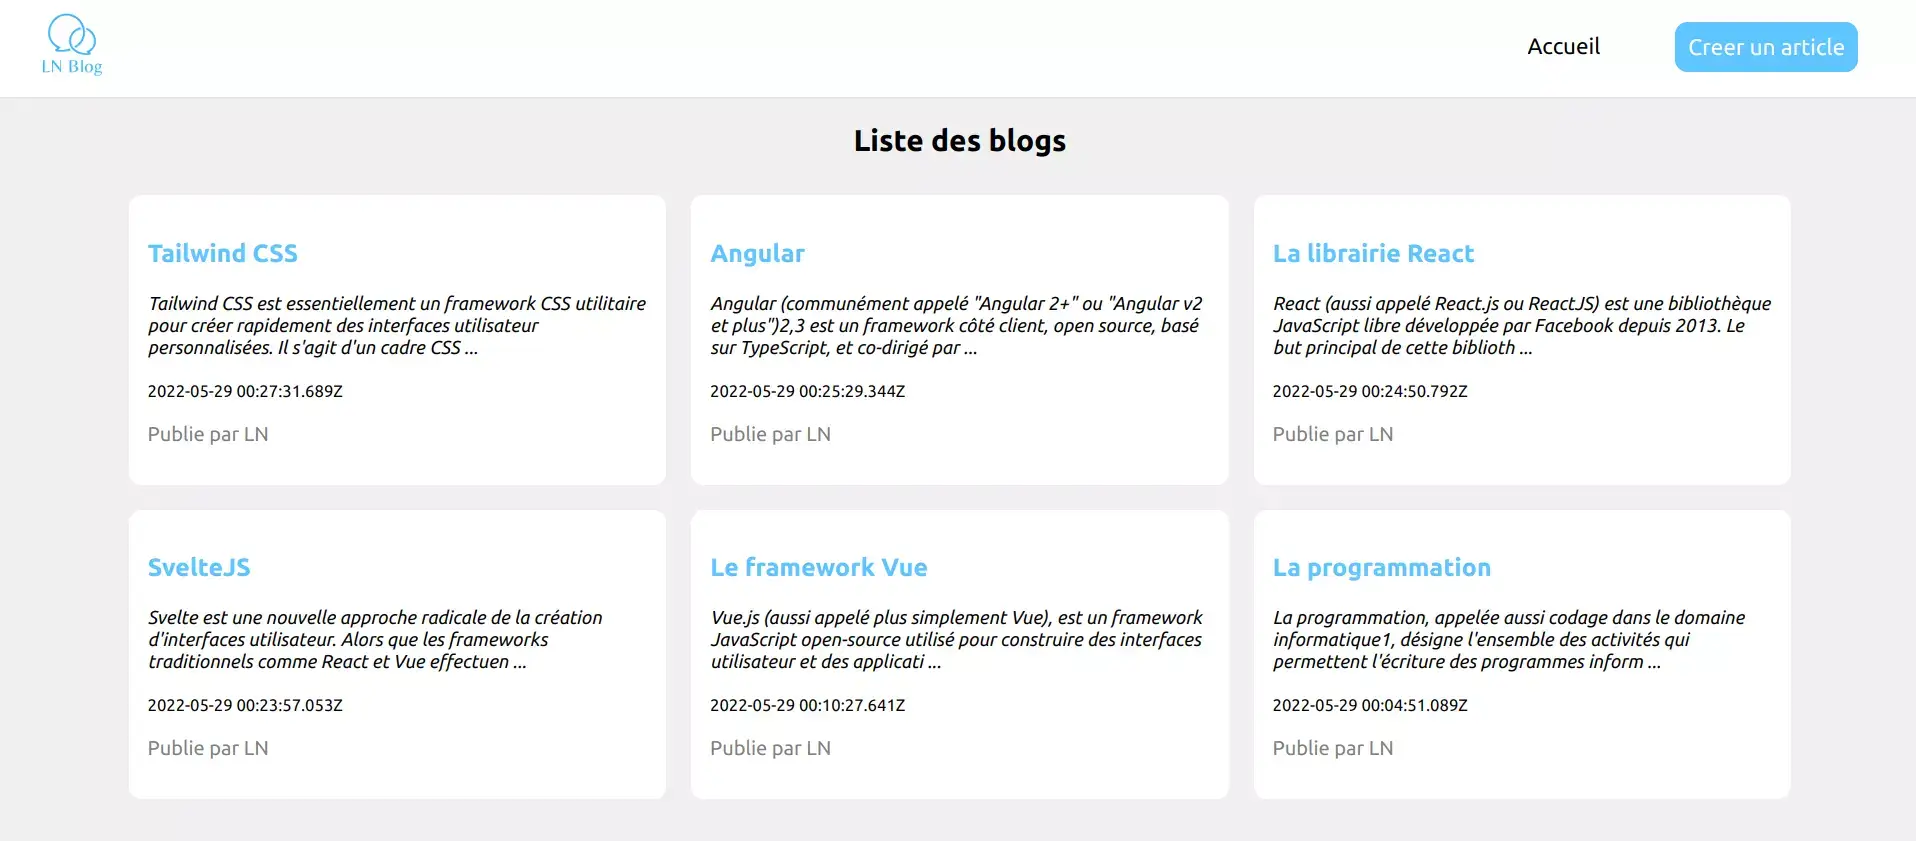 LN Blog
Accueil
Creer un article
Liste des blogs
Tailwind CSS
Tailwind CSS est essentiellement un framework CSS utilitaire
pour créer rapidement des interfaces utilisateur
personnalisées. Il s'agit d'un cadre CSS ...
2022-05-29 00:27:31.689Z
Publie par LN
Angular
Angular (communément appelé "Angular 2+" ou "Angular v2
et plus")2,3 est un framework côté client, open source, basé
sur TypeScript, et co-dirigé par ...
2022-05-29 00:25:29.344Z
Publie par LN
La librairie React
React (aussi appelé React.js ou ReactJS) est une bibliothèque
JavaScript libre développée par Facebook depuis 2013. Le
but principal de cette biblioth ...
2022-05-29 00:24:50.792Z
Publie par LN
SvelteJS
Svelte est une nouvelle approche radicale de la création
d'interfaces utilisateur. Alors que les frameworks
traditionnels comme React et Vue effectuen ...
2022-05-29 00:23:57.053Z
Publie par LN
Le framework Vue
Vue.js (aussi appelé plus simplement Vue), est un framework
JavaScript open-source utilisé pour construire des interfaces
utilisateur et des applicati ...
2022-05-29 00:10:27.641Z
Publie par LN
La programmation
La programmation, appelée aussi codage dans le domaine
informatique1, désigne l'ensemble des activités qui
permettent l'écriture des programmes inform ...
2022-05-29 00:04:51.089Z
Publie par LN